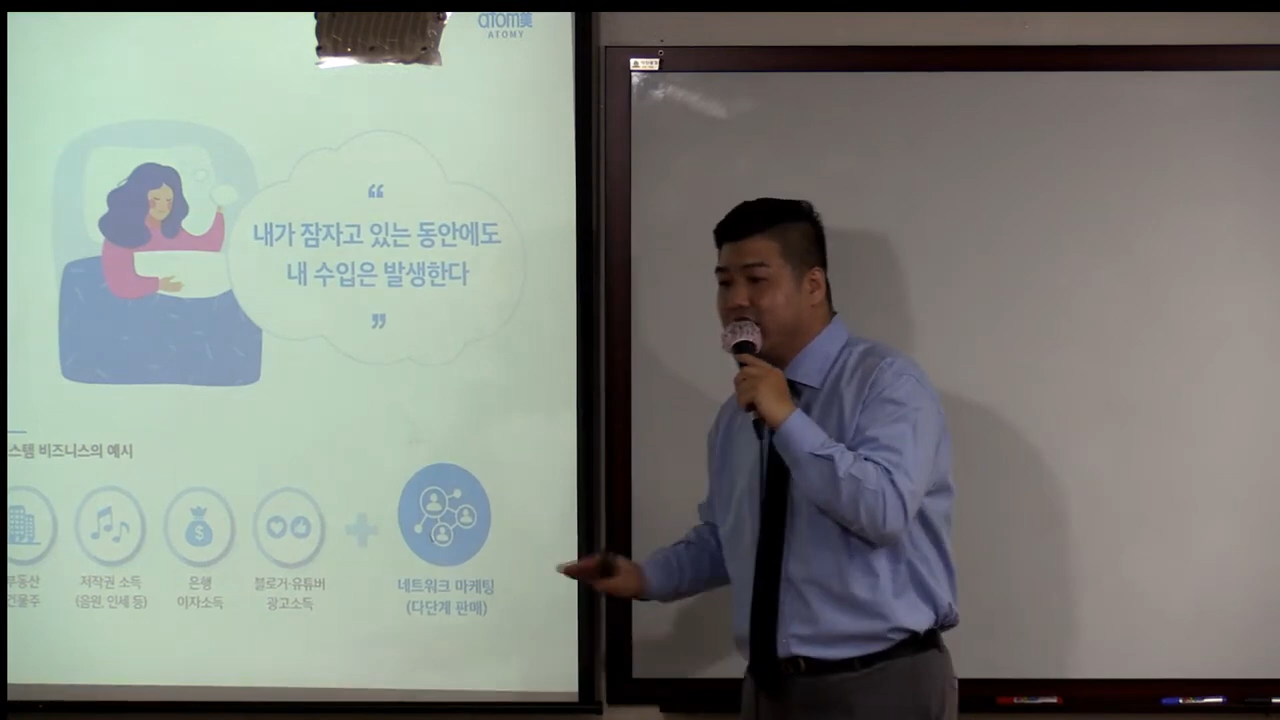 atom美
ATOMY
“
내가 잠자고 있는 동안에도
내 수입은 발생한다
”
스템 비즈니스의 예시
부동산
건물주
저작권 소득
(음원, 인세 등)
은행
이자소득
블로거·유튜버
광고소득
네트워크 마케팅
(다단계 판매)